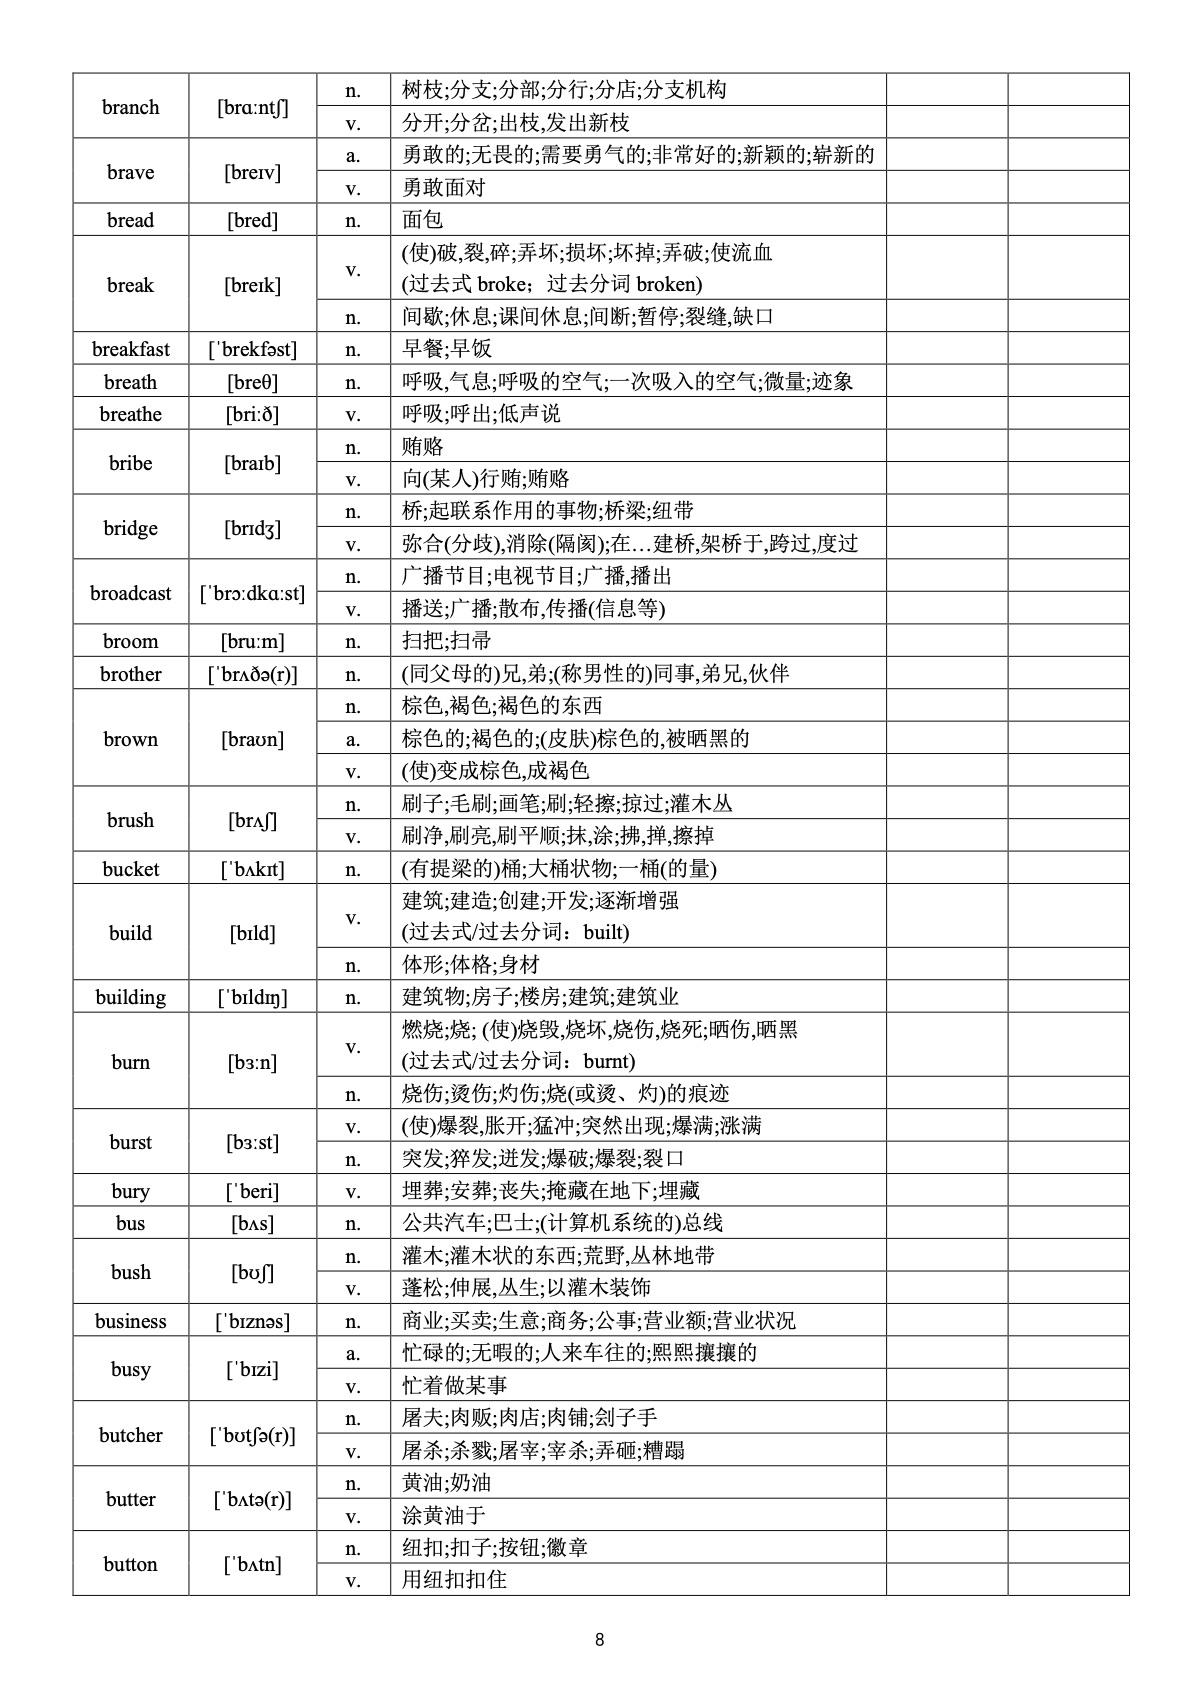 branch [brɑːntʃ] n. 树枝;分支;分部;分行;分店;分支机构
v. 分开;分岔;出枝,发出新枝
brave [breɪv] a. 勇敢的;无畏的;需要勇气的;非常好的;新颖的;崭新的
v. 勇敢面对
bread [bred] n. 面包
break [breɪk] v. (使)破,裂,碎;弄坏;损坏;坏掉;弄破;使流血
(过去式 broke；过去分词 broken)
n. 间歇;休息;课间休息;间断;暂停;裂缝,缺口
breakfast [ˈbrekfəst] n. 早餐;早饭
breath [breθ] n. 呼吸,气息;呼吸的空气;一次吸入的空气;微量;迹象
breathe [briːð] v. 呼吸;呼出;低声说
bribe [braɪb] n. 贿赂
v. 向(某人)行贿;贿赂
bridge [brɪdʒ] n. 桥;起联系作用的事物;桥梁;纽带
v. 弥合(分歧),消除(隔阂);在…建桥,架桥于,跨过,度过
broadcast [ˈbrɔːdkɑːst] n. 广播节目;电视节目;广播,播出
v. 播送;广播;散布,传播(信息等)
broom [bruːm] n. 扫把;扫帚
brother [ˈbrʌðə(r)] n. (同父母的)兄,弟;(称男性的)同事,弟兄,伙伴
brown [braʊn] n. 棕色,褐色;褐色的东西
a. 棕色的;褐色的;(皮肤)棕色的,被晒黑的
v. (使)变成棕色,成褐色
brush [brʌʃ] n. 刷子;毛刷;画笔;刷;轻擦;掠过;灌木丛
v. 刷净,刷亮,刷平顺;抹,涂;拂,掸,擦掉
bucket [ˈbʌkɪt] n. (有提梁的)桶;大桶状物;一桶(的量)
build [bɪld] v. 建筑;建造;创建;开发;逐渐增强
(过去式/过去分词：built)
n. 体形;体格;身材
building [ˈbɪldɪŋ] n. 建筑物;房子;楼房;建筑;建筑业
burn [bɜːn] v. 燃烧;烧; (使)烧毁,烧坏,烧伤,烧死;晒伤,晒黑
(过去式/过去分词：burnt)
n. 烧伤;烫伤;灼伤;烧(或烫、灼)的痕迹
burst [bɜːst] v. (使)爆裂,胀开;猛冲;突然出现;爆满;涨满
n. 突发;猝发;迸发;爆破;爆裂;裂口
bury [ˈberi] v. 埋葬;安葬;丧失;掩藏在地下;埋藏
bus [bʌs] n. 公共汽车;巴士;(计算机系统的)总线
bush [bʊʃ] n. 灌木;灌木状的东西;荒野,丛林地带
v. 蓬松;伸展,丛生;以灌木装饰
business [ˈbɪznəs] n. 商业;买卖;生意;商务;公事;营业额;营业状况
busy [ˈbɪzi] a. 忙碌的;无暇的;人来车往的;熙熙攘攘的
v. 忙着做某事
butcher [ˈbʊtʃə(r)] n. 屠夫;肉贩;肉店;肉铺;刽子手
v. 屠杀;杀戮;屠宰;宰杀;弄砸;糟蹋
butter [ˈbʌtə(r)] n. 黄油;奶油
v. 涂黄油于
button [ˈbʌtn] n. 纽扣;扣子;按钮;徽章
v. 用纽扣扣住
8